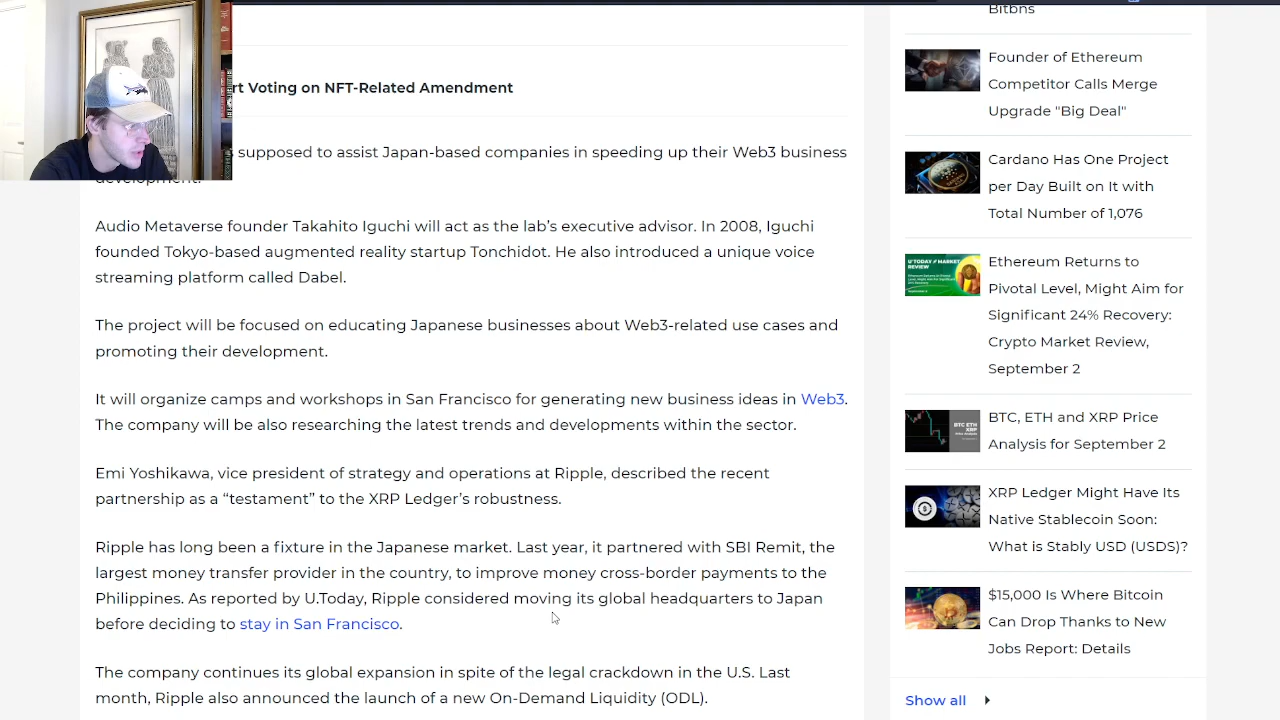 rt Voting on NFT-Related Amendment
supposed to assist Japan-based companies in speeding up their Web3 business
development.
Audio Metaverse founder Takahito Iguchi will act as the lab's executive advisor. In 2008, Iguchi
founded Tokyo-based augmented reality startup Tonchidot. He also introduced a unique voice
streaming platform called Dabel.
The project will be focused on educating Japanese businesses about Web3-related use cases and
promoting their development.
It will organize camps and workshops in San Francisco for generating new business ideas in Web3.
The company will be also researching the latest trends and developments within the sector.
Emi Yoshikawa, vice president of strategy and operations at Ripple, described the recent
partnership as a “testament” to the XRP Ledger's robustness.
Ripple has long been a fixture in the Japanese market. Last year, it partnered with SBI Remit, the
largest money transfer provider in the country, to improve money cross-border payments to the
Philippines. As reported by U.Today, Ripple considered moving its global headquarters to Japan
before deciding to stay in San Francisco.
The company continues its global expansion in spite of the legal crackdown in the U.S. Last
month, Ripple also announced the launch of a new On-Demand Liquidity (ODL).
Bitbns
Founder of Ethereum
Competitor Calls Merge
Upgrade "Big Deal"
Cardano Has One Project
per Day Built on It with
Total Number of 1,076
U'TODAY MARKET
REVIEW
Ethereum Returns to
Pivotal Level, Might Aim for
Significant 24% Recovery:
Crypto Market Review,
September 2
BTC ETH
XRP
BTC, ETH and XRP Price
Analysis for September 2
XRP Ledger Might Have Its
Native Stablecoin Soon:
What is Stably USD (USDS)?
$15,000 Is Where Bitcoin
Can Drop Thanks to New
Jobs Report: Details
Show all